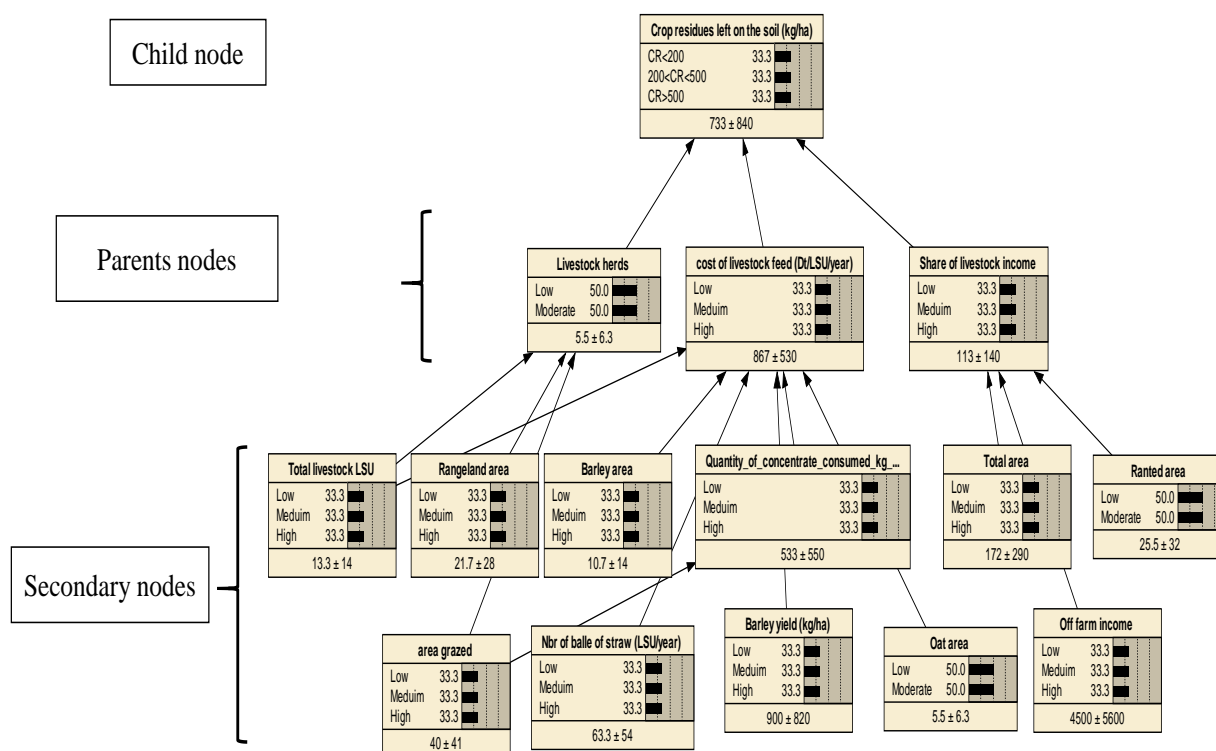 Child node
Crop residues left on the soil (kg/ha)
CR<200 33.3
200<CR<500 33.3
CR>500 33.3
733 ± 840
Parents nodes
Livestock herds
Low 50.0
Moderate 50.0
5.5 ± 6.3
cost of livestock feed (Dt/LSU/year)
Low 33.3
Meduim 33.3
High 33.3
867 ± 530
Share of livestock income
Low 33.3
Meduim 33.3
High 33.3
113 ± 140
Secondary nodes
Total livestock LSU
Low 33.3
Meduim 33.3
High 33.3
13.3 ± 14
Rangeland area
Low 33.3
Meduim 33.3
High 33.3
21.7 ± 28
Barley area
Low 33.3
Meduim 33.3
High 33.3
10.7 ± 14
Quantity_of_concentrate_consumed_kg_...
Low 33.3
Meduim 33.3
High 33.3
533 ± 550
Total area
Low 33.3
Meduim 33.3
High 33.3
172 ± 290
Ranted area
Low 50.0
Moderate 50.0
25.5 ± 32
area grazed
Low 33.3
Meduim 33.3
High 33.3
40 ± 41
Nbr of balle of straw (LSU/year)
Low 33.3
Meduim 33.3
High 33.3
63.3 ± 54
Barley yield (kg/ha)
Low 33.3
Meduim 33.3
High 33.3
900 ± 820
Oat area
Low 50.0
Moderate 50.0
5.5 ± 6.3
Off farm income
Low 33.3
Meduim 33.3
High 33.3
4500 ± 5600